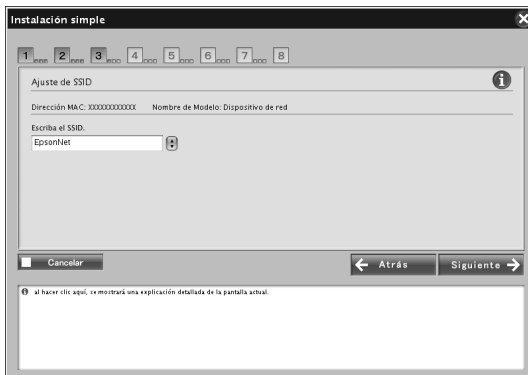 Instalación simple
1 2 3 4 5 6 7 8
Ajuste de SSID
Dirección MAC: XXXXXXXXXXXX Nombre de Modelo: Dispositivo de red
Escriba el SSID.
EpsonNet
Cancelar
Atrás
Siguiente
al hacer clic aquí, se mostrará una explicación detallada de la pantalla actual.